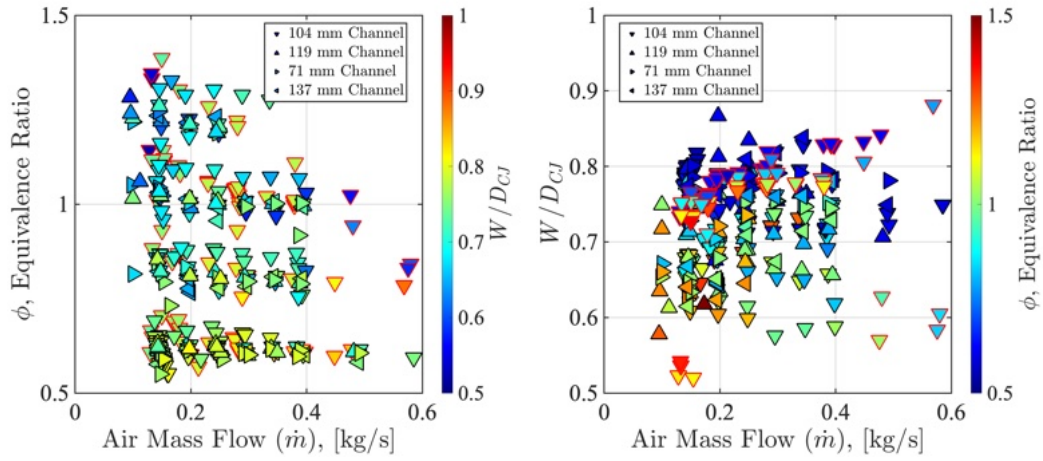 1.5
1
0.5
0
0.2
0.4
0.6
ϕ, Equivalence Ratio
Air Mass Flow (ṁ), [kg/s]
▼ 104 mm Channel
▲ 119 mm Channel
► 71 mm Channel
◄ 137 mm Channel
1
0.9
0.8
0.7
0.6
0.5
W/D_CJ
1
0.9
0.8
0.7
0.6
0.5
0
0.2
0.4
0.6
W/D_CJ
Air Mass Flow (ṁ), [kg/s]
▼ 104 mm Channel
▲ 119 mm Channel
► 71 mm Channel
◄ 137 mm Channel
1.5
1
0.5
ϕ, Equivalence Ratio